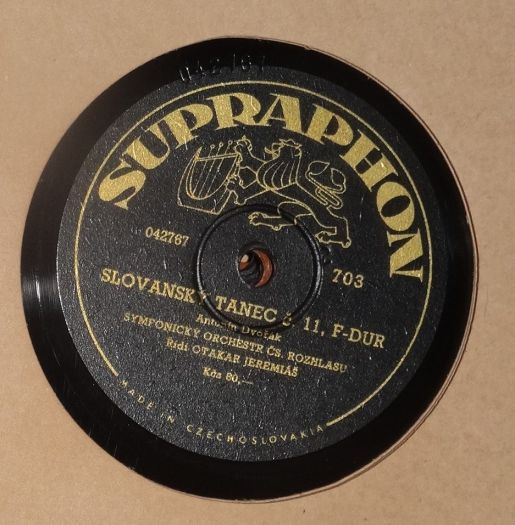 042767
SUPRAPHON
042767
703
SLOVANSKÝ TANEC č. 11, F-DUR
Antonín Dvořák
SYMFONICKÝ ORCHESTR ČS. ROZHLASU
Řídí OTAKAR JEREMIÁŠ
Kčs 80,—
MADE IN CZECHOSLOVAKIA